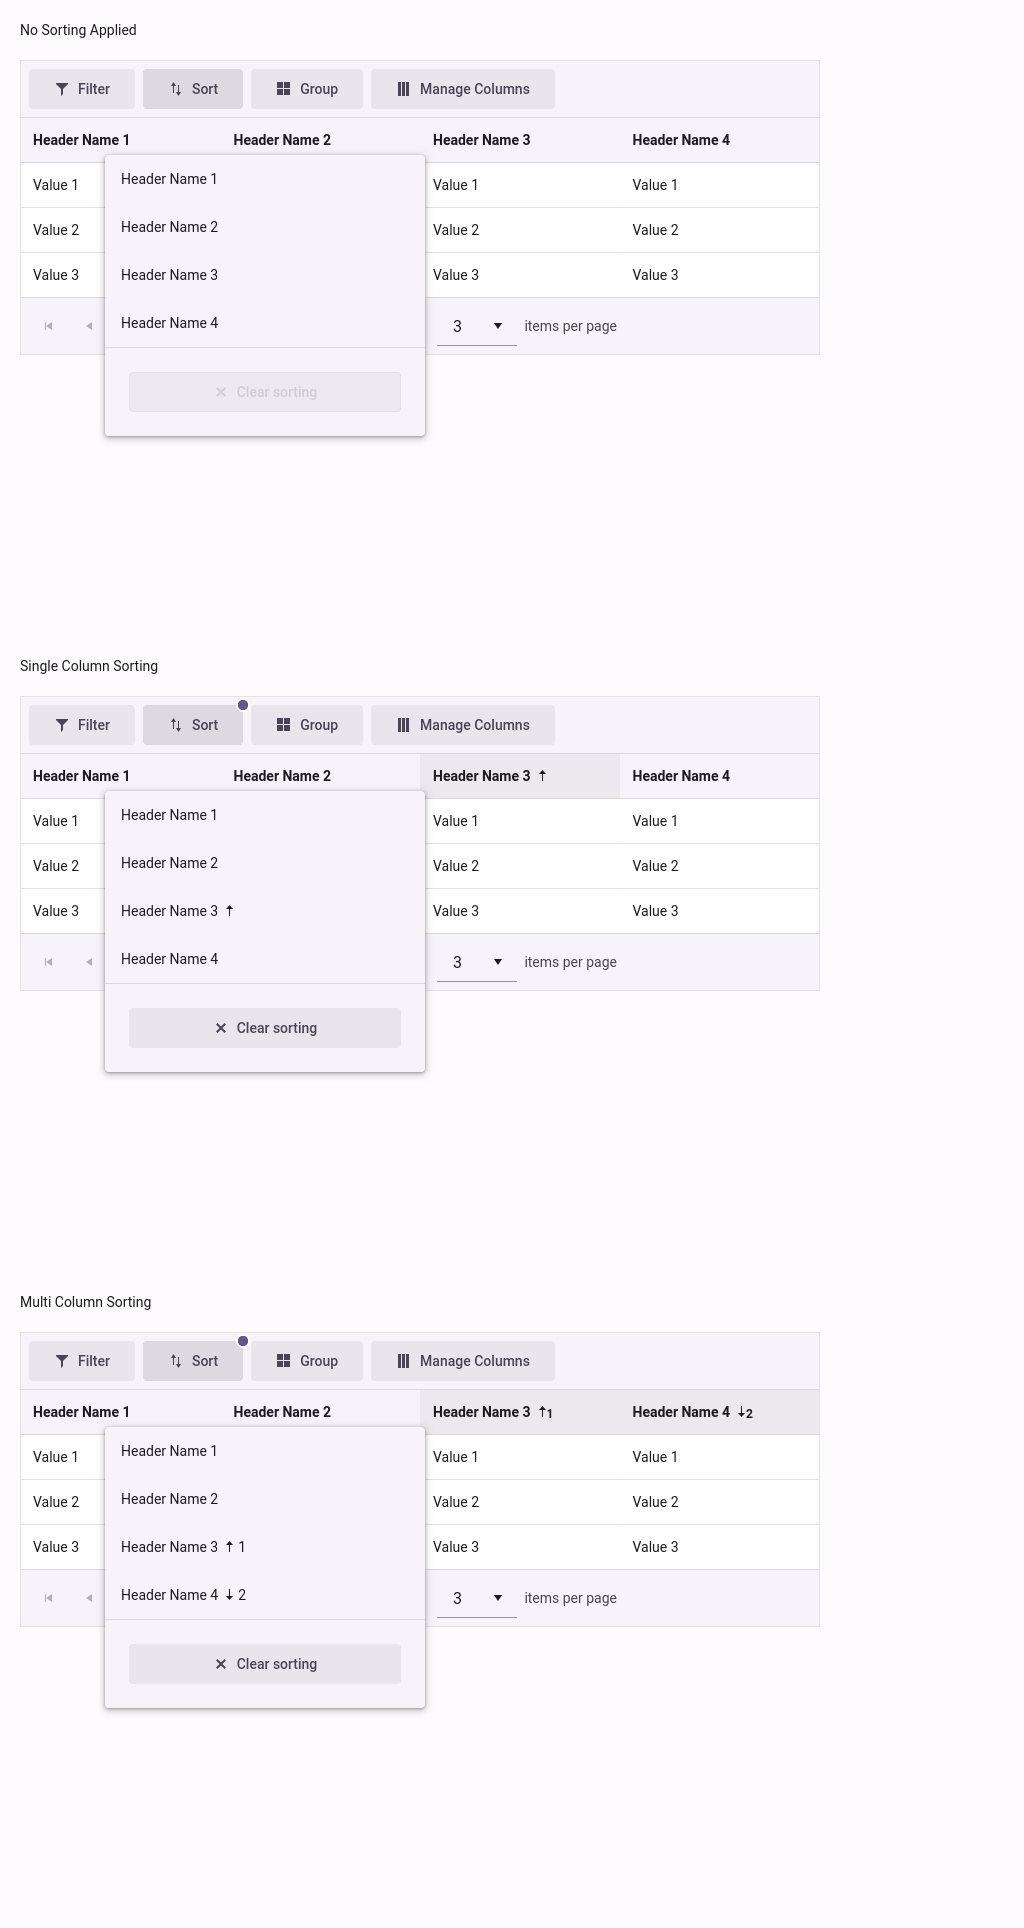 No Sorting Applied
Filter Sort Group Manage Columns
Header Name 1 Header Name 2 Header Name 3 Header Name 4
Header Name 1
Value 1 Value 1 Value 1
Header Name 2
Value 2 Value 2 Value 2
Header Name 3
Value 3 Value 3 Value 3
Header Name 4
3 items per page
Clear sorting
Single Column Sorting
Filter Sort Group Manage Columns
Header Name 1 Header Name 2 Header Name 3 ↑ Header Name 4
Header Name 1
Value 1 Value 1 Value 1
Header Name 2
Value 2 Value 2 Value 2
Header Name 3 ↑
Value 3 Value 3 Value 3
Header Name 4
3 items per page
Clear sorting
Multi Column Sorting
Filter Sort Group Manage Columns
Header Name 1 Header Name 2 Header Name 3 ↑1 Header Name 4 ↓2
Header Name 1
Value 1 Value 1 Value 1
Header Name 2
Value 2 Value 2 Value 2
Header Name 3 ↑ 1
Value 3 Value 3 Value 3
Header Name 4 ↓ 2
3 items per page
Clear sorting